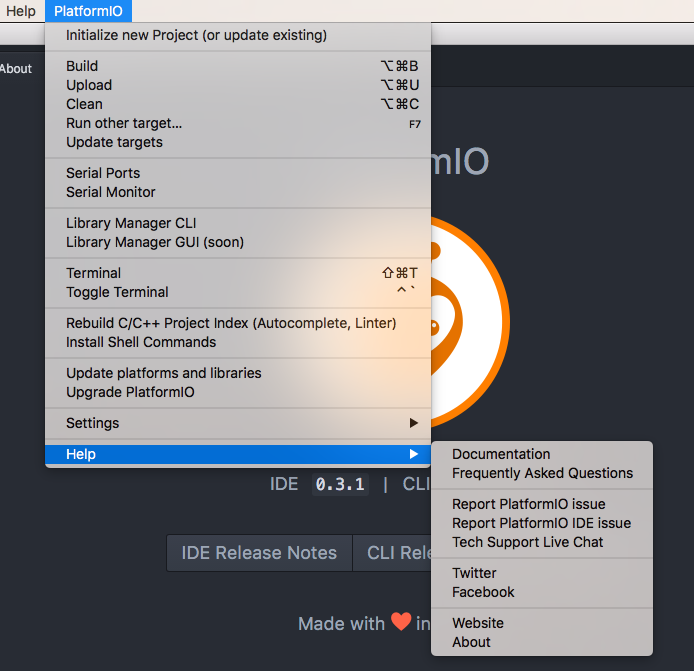 Help PlatformIO
Initialize new Project (or update existing)
About
Build ⌥⌘B
Upload ⌥⌘U
Clean ⌥⌘C
Run other target... F7
Update targets
Serial Ports
Serial Monitor
Library Manager CLI
Library Manager GUI (soon)
Terminal ⇧⌘T
Toggle Terminal ^`
Rebuild C/C++ Project Index (Autocomplete, Linter)
Install Shell Commands
Update platforms and libraries
Upgrade PlatformIO
Settings
Help
Documentation
Frequently Asked Questions
Report PlatformIO issue
Report PlatformIO IDE issue
Tech Support Live Chat
Twitter
Facebook
Website
About
mIO
IDE 0.3.1 | CLI
IDE Release Notes CLI Rele
Made with ❤ in